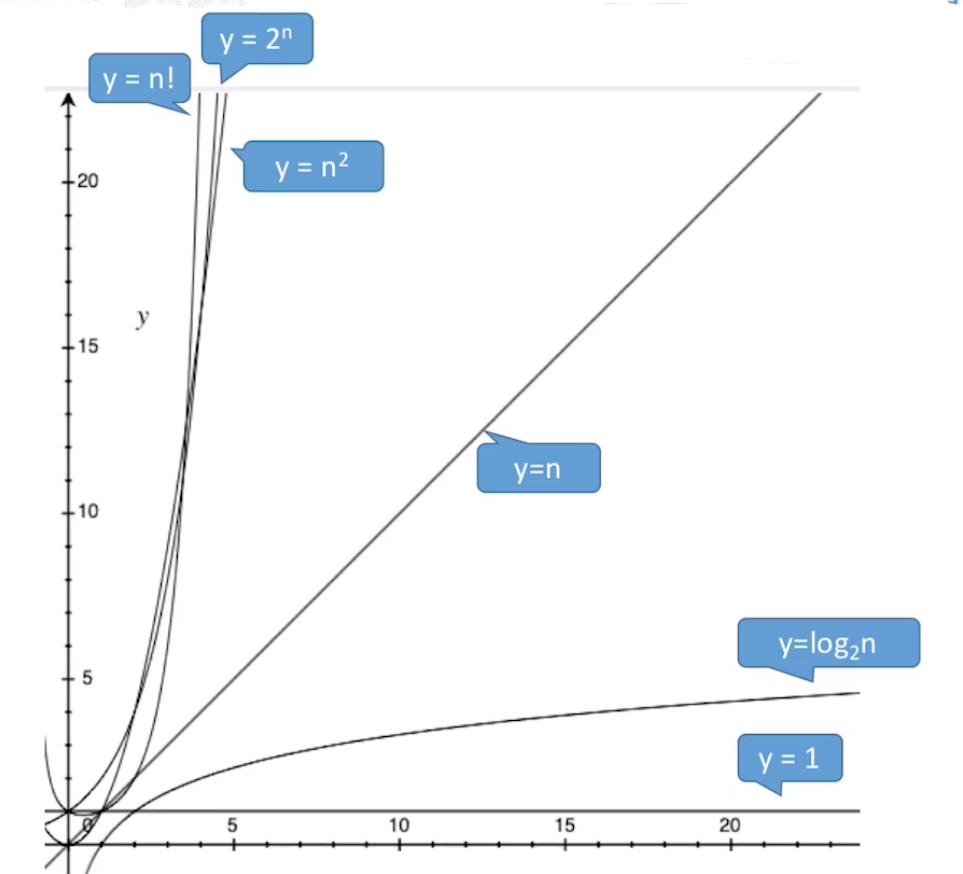 y = 2ⁿ
y = n!
y = n²
20
y
15
y=n
10
y=log₂n
5
y = 1
0 5 10 15 20